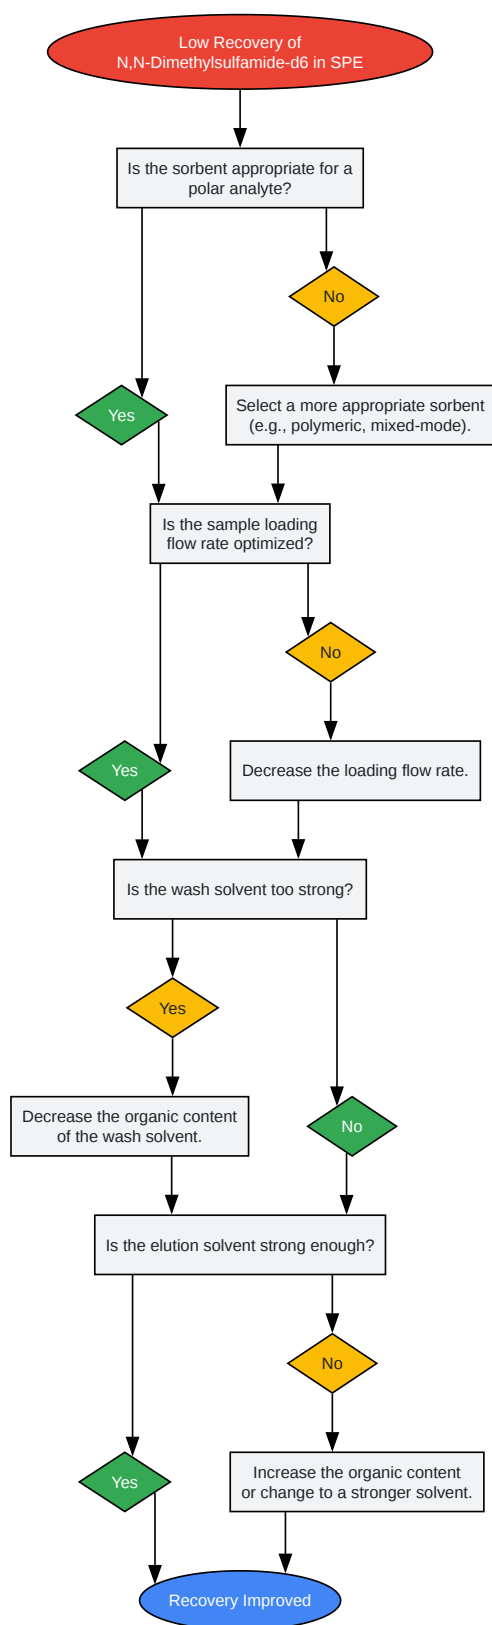 Low Recovery of
N,N-Dimethylsulfamide-d6 in SPE
Is the sorbent appropriate for a
polar analyte?
No
Yes
Select a more appropriate sorbent
(e.g., polymeric, mixed-mode).
Is the sample loading
flow rate optimized?
No
Yes
Decrease the loading flow rate.
Is the wash solvent too strong?
Yes
Decrease the organic content
of the wash solvent.
No
Is the elution solvent strong enough?
No
Yes
Increase the organic content
or change to a stronger solvent.
Recovery Improved